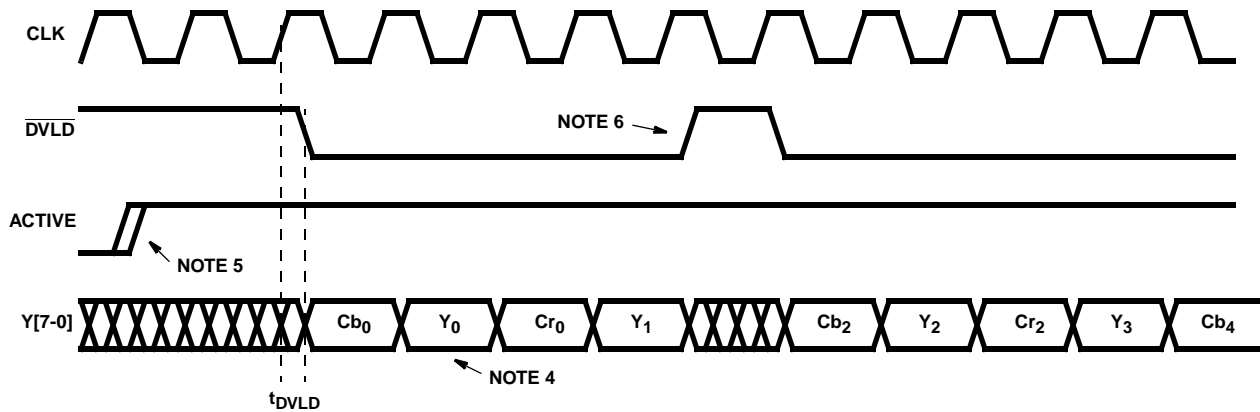 CLK
DVLD
NOTE 6
ACTIVE
NOTE 5
Y[7-0]
Cb0 Y0 Cr0 Y1 Cb2 Y2 Cr2 Y3 Cb4
NOTE 4
tDVLD